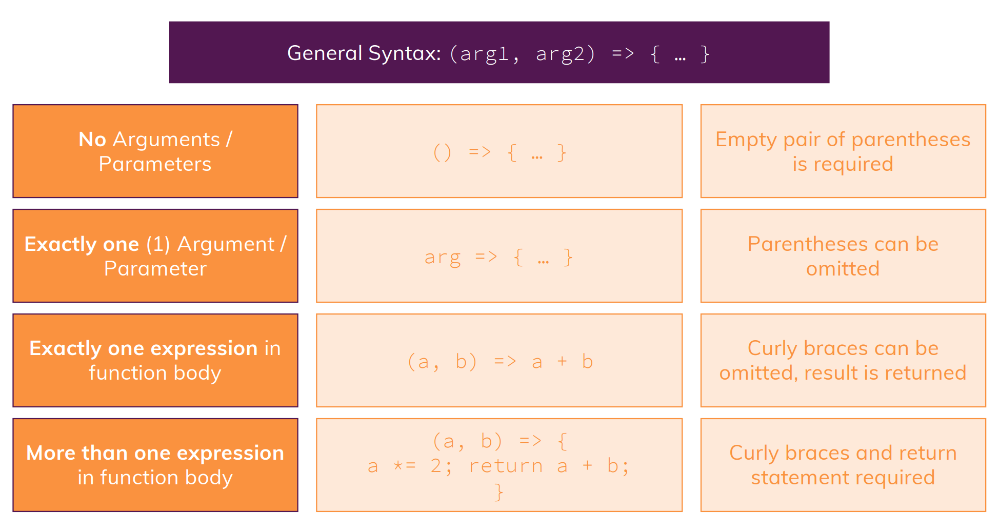 General Syntax: (arg1, arg2) => { … }
No Arguments /
Parameters
() => { … }
Empty pair of parentheses
is required
Exactly one (1) Argument /
Parameter
arg => { … }
Parentheses can be
omitted
Exactly one expression in
function body
(a, b) => a + b
Curly braces can be
omitted, result is returned
More than one expression
in function body
(a, b) => {
a *= 2; return a + b;
}
Curly braces and return
statement required